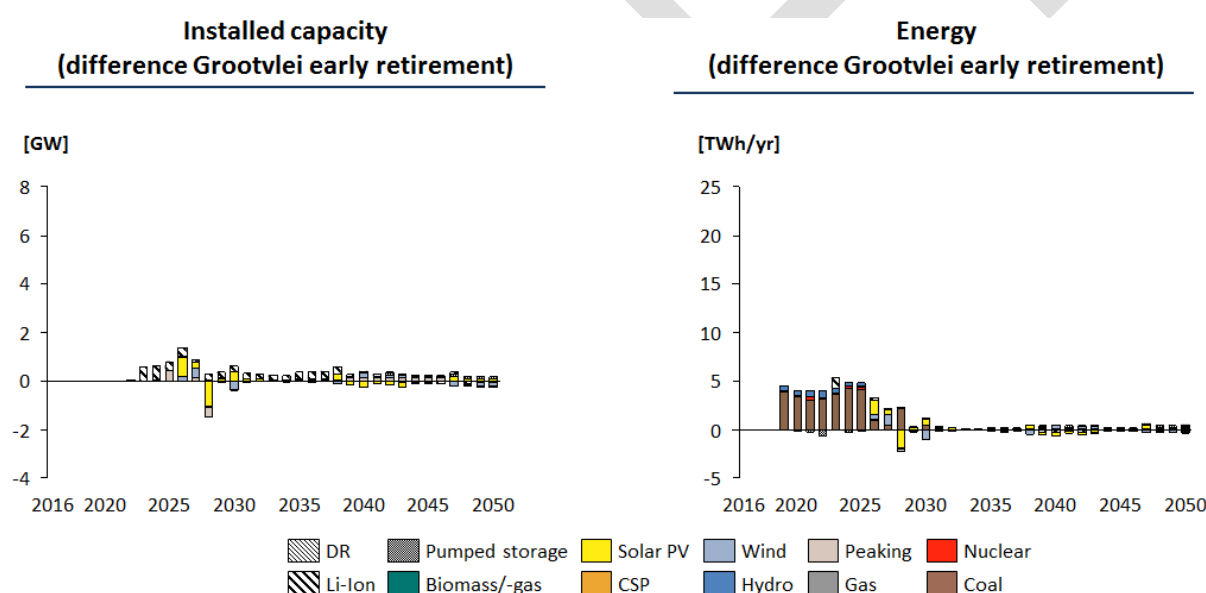 Installed capacity
(difference Grootvlei early retirement)
[GW]
8
6
4
2
0
-2
-4
2016 2020 2025 2030 2035 2040 2045 2050
Energy
(difference Grootvlei early retirement)
[TWh/yr]
25
20
15
10
5
0
-5
2016 2020 2025 2030 2035 2040 2045 2050
DR Pumped storage Solar PV Wind Peaking Nuclear
Li-Ion Biomass/-gas CSP Hydro Gas Coal